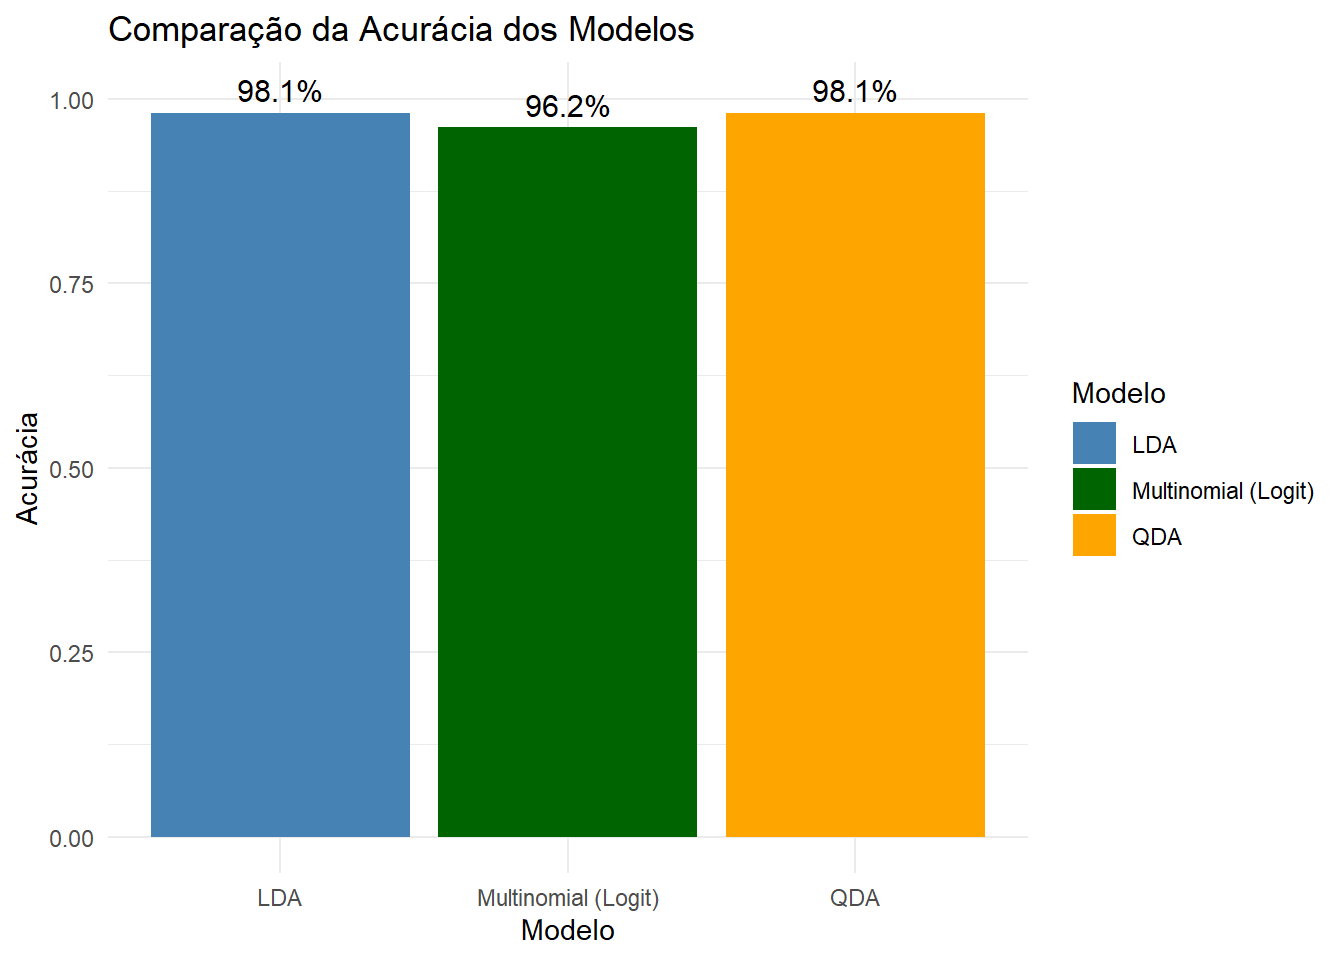 Comparação da Acurácia dos Modelos
98.1%
96.2%
98.1%
1.00
0.75
0.50
0.25
0.00
Acurácia
LDA
Multinomial (Logit)
QDA
Modelo
Modelo
LDA
Multinomial (Logit)
QDA